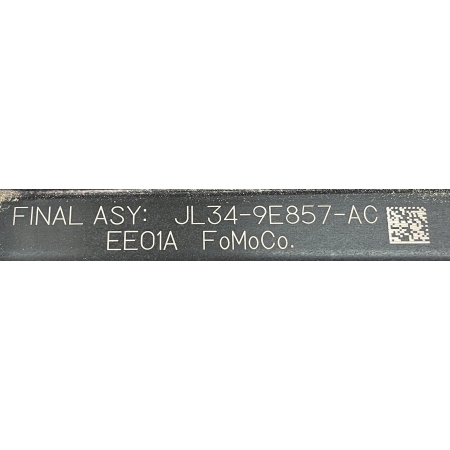 FINAL ASY: JL34-9E857-AC
EE01A FoMoCo.